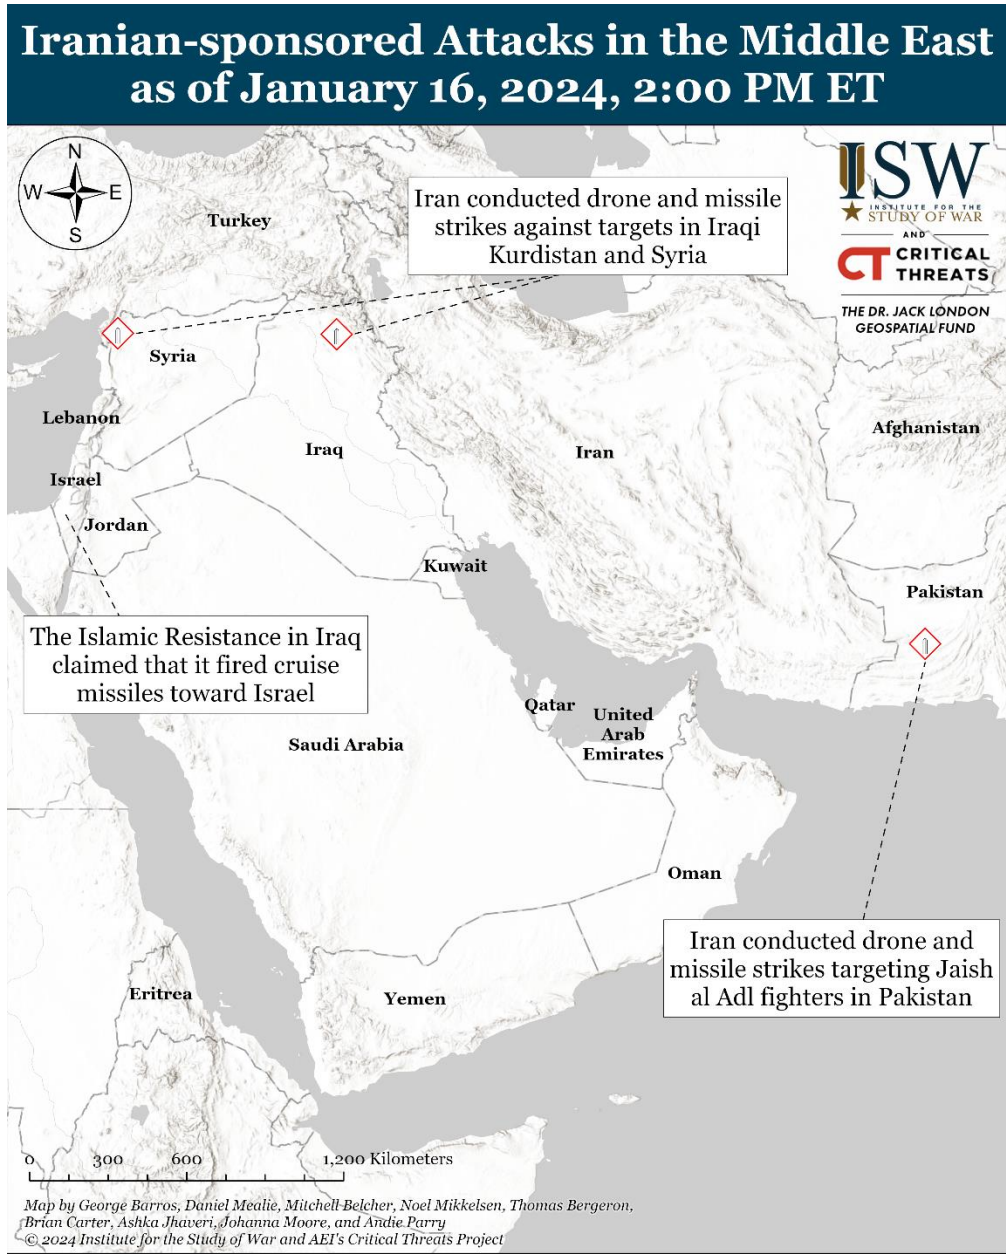 Iranian-sponsored Attacks in the Middle East
as of January 16, 2024, 2:00 PM ET
N
W E
S
ISW
INSTITUTE FOR THE
STUDY OF WAR
AND
CT CRITICAL
THREATS
THE DR. JACK LONDON
GEOSPATIAL FUND
Iran conducted drone and missile
strikes against targets in Iraqi
Kurdistan and Syria
Turkey
Syria
Lebanon
Iraq
Iran
Afghanistan
Israel
Jordan
Kuwait
Pakistan
The Islamic Resistance in Iraq
claimed that it fired cruise
missiles toward Israel
Qatar
United
Arab
Emirates
Saudi Arabia
Oman
Iran conducted drone and
missile strikes targeting Jaish
al Adl fighters in Pakistan
Eritrea
Yemen
0 300 600 1,200 Kilometers
Map by George Barros, Daniel Mealie, Mitchell Belcher, Noel Mikkelsen, Thomas Bergeron,
Brian Carter, Ashka Jhaveri, Johanna Moore, and Andie Parry
© 2024 Institute for the Study of War and AEI's Critical Threats Project